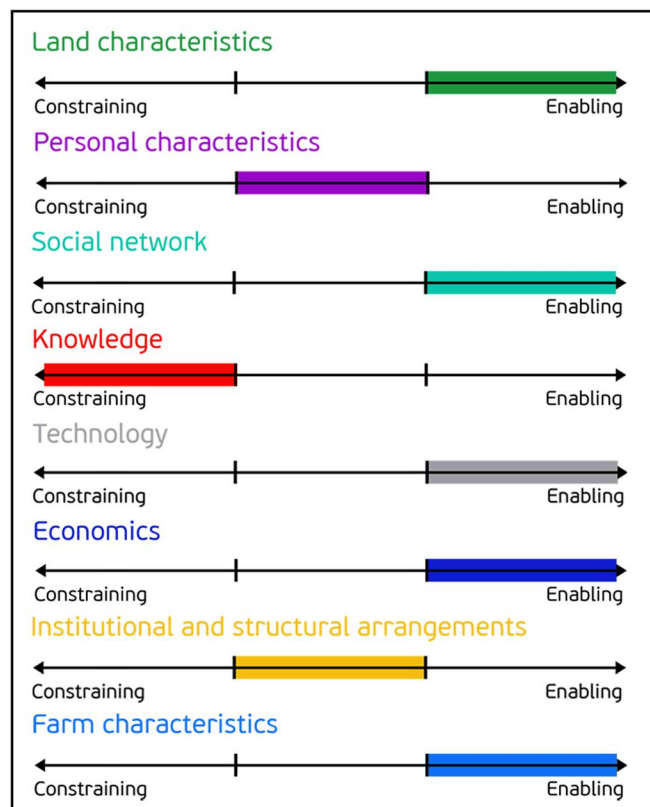 Land characteristics
Constraining Enabling
Personal characteristics
Constraining Enabling
Social network
Constraining Enabling
Knowledge
Constraining Enabling
Technology
Constraining Enabling
Economics
Constraining Enabling
Institutional and structural arrangements
Constraining Enabling
Farm characteristics
Constraining Enabling